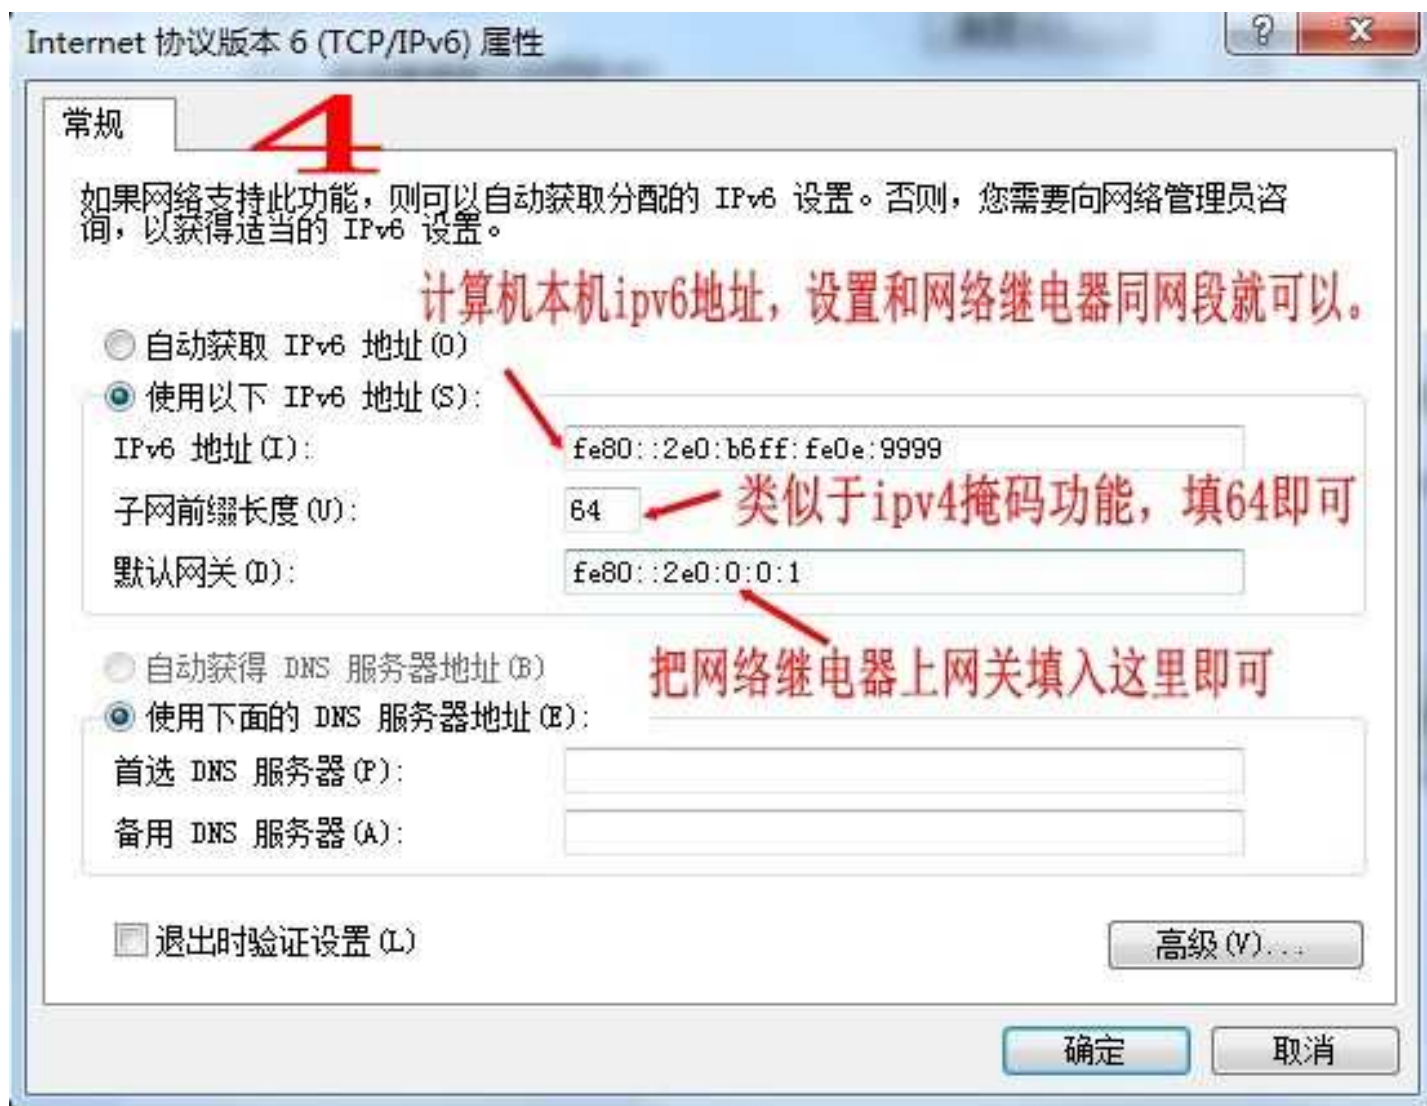 Internet 协议版本 6 (TCP/IPv6) 属性
常规
4
如果网络支持此功能，则可以自动获取分配的 IPv6 设置。否则，您需要向网络管理员咨
询，以获得适当的 IPv6 设置。
计算机本机ipv6地址，设置和网络继电器同网段就可以。
自动获取 IPv6 地址(O)
使用以下 IPv6 地址(S):
IPv6 地址(I):
fe80::2e0:b6ff:fe0e:9999
子网前缀长度(U):
64
类似于ipv4掩码功能，填64即可
默认网关(D):
fe80::2e0:0:0:1
把网络继电器上网关填入这里即可
自动获得 DNS 服务器地址(B)
使用下面的 DNS 服务器地址(E):
首选 DNS 服务器(P):
备用 DNS 服务器(A):
退出时验证设置(L)
高级(V)...
确定
取消